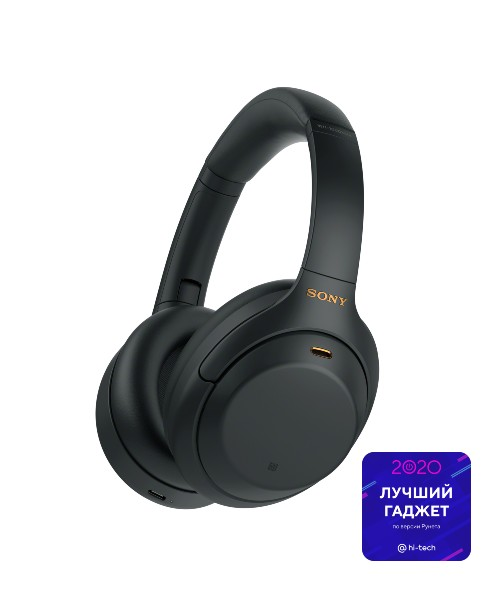 SONY
2020
ЛУЧШИЙ
ГАДЖЕТ
по версии Рунета
@ hi-tech